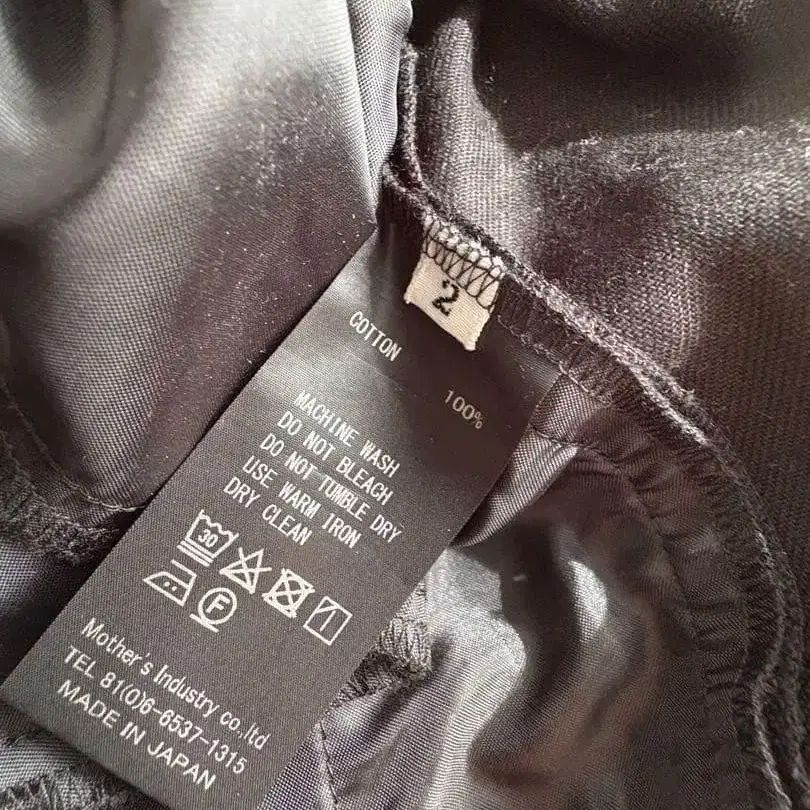 2
COTTON 100%
MACHINE WASH
DO NOT BLEACH
DO NOT TUMBLE DRY
USE WARM IRON
DRY CLEAN
30
F
Mother's Industry co.,ltd
TEL 81(0)6-6537-1315
MADE IN JAPAN